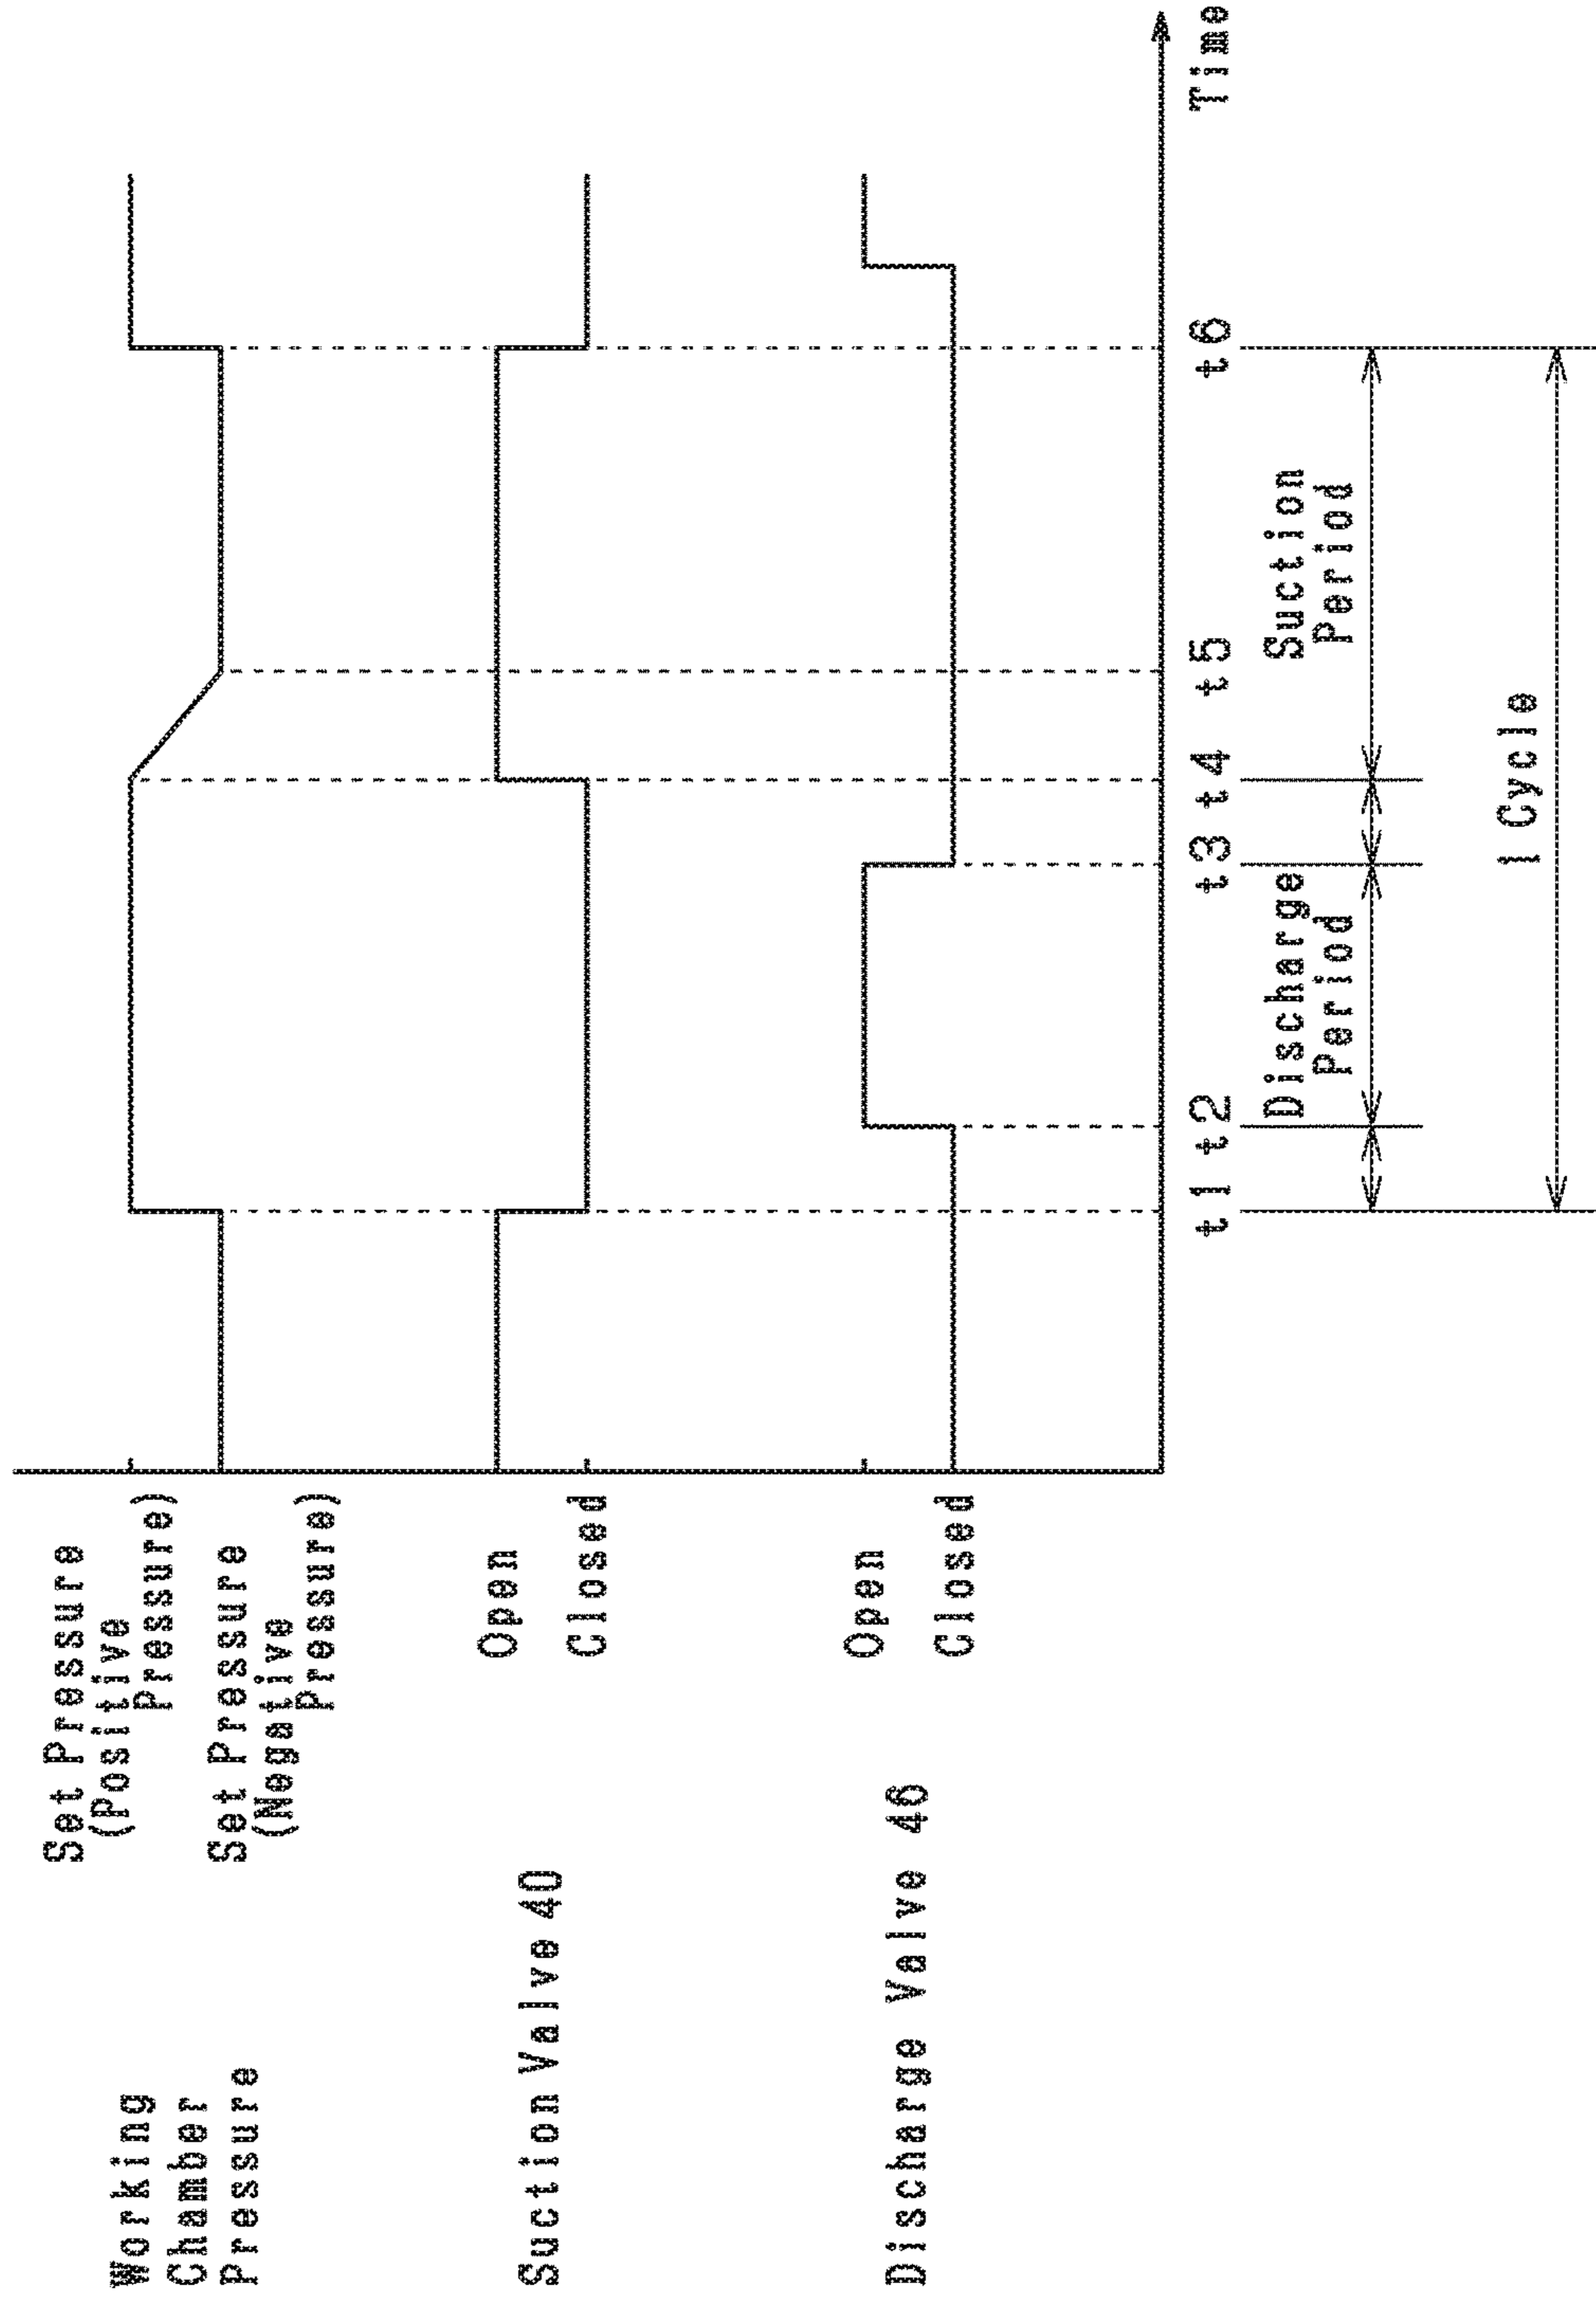 Working
Chamber
Pressure
Set Pressure
(Positive
Pressure)
Set Pressure
(Negative
Pressure)
Suction Valve 40
Open
Closed
Discharge Valve 46
Open
Closed
t1 t2 t3 t4 t5 t6 Time
Discharge
Period
Suction
Period
1 Cycle